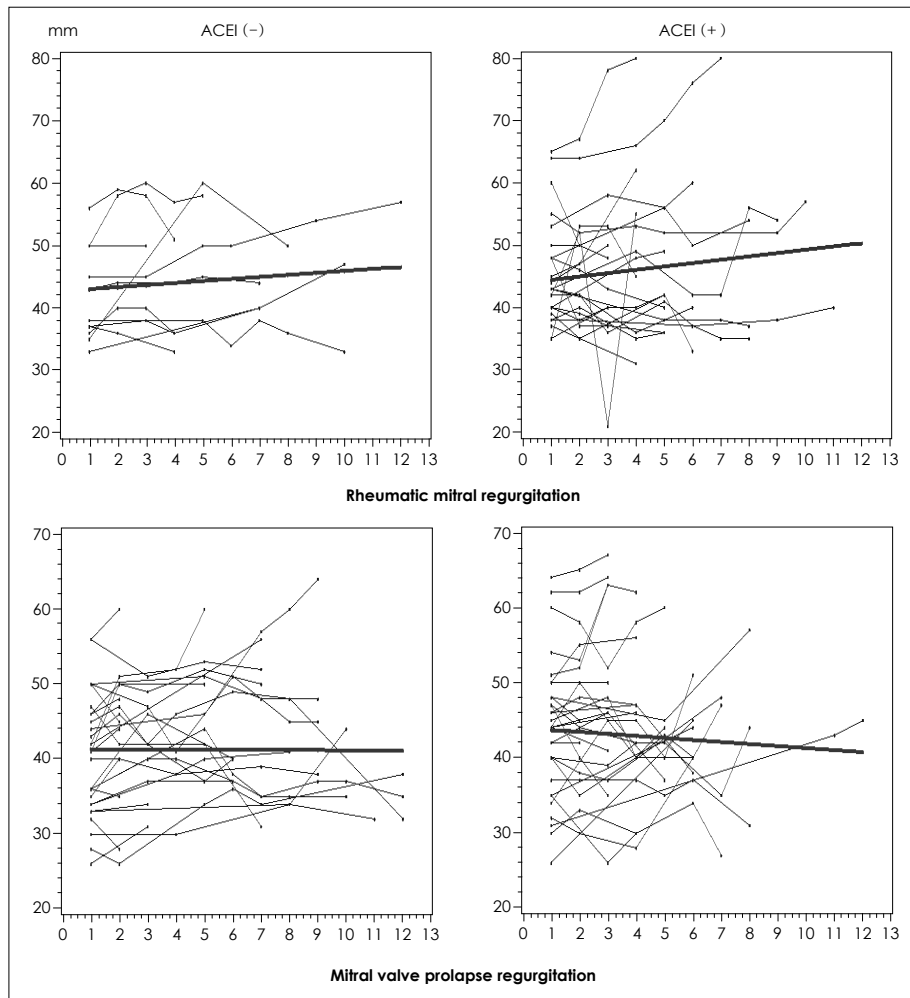 mm ACEI (−) ACEI (+)
80 80
70 70
60 60
50 50
40 40
30 30
20 20
0 1 2 3 4 5 6 7 8 9 10 11 12 13 0 1 2 3 4 5 6 7 8 9 10 11 12 13
Rheumatic mitral regurgitation
70 70
60 60
50 50
40 40
30 30
20 20
0 1 2 3 4 5 6 7 8 9 10 11 12 13 0 1 2 3 4 5 6 7 8 9 10 11 12 13
Mitral valve prolapse regurgitation